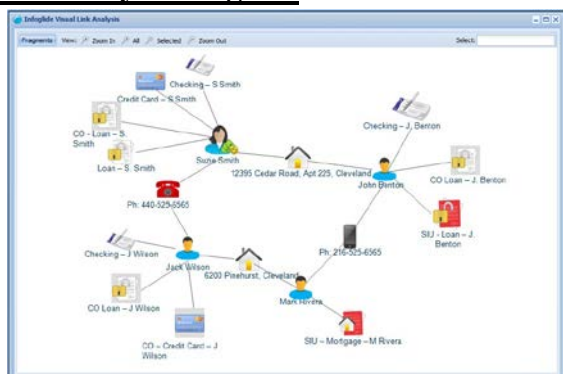 Infoglide Visual Link Analysis
Fragments View: Zoom In All Selected Zoom Out Select:
Checking – S Smith
Credit Card – S Smith
CO - Loan – S.
Smith
Loan – S. Smith
Suzie Smith
12395 Cedar Road, Apt 225, Cleveland
Checking – J. Benton
John Benton
CO Loan – J. Benton
SIU - Loan – J.
Benton
Ph: 440-525-6565
Ph: 216-525-6565
Checking – J Wilson
Jack Wilson
6200 Pinehurst, Cleveland
Mark Rivera
CO Loan – J Wilson
CO – Credit Card – J
Wilson
SIU – Mortgage – M Rivera